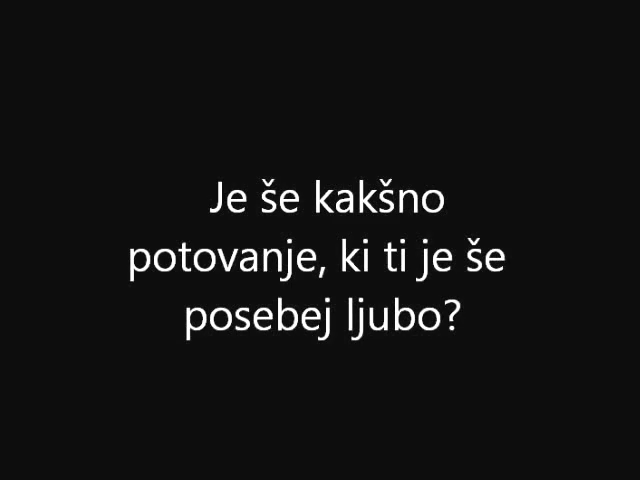 Je še kakšno
potovanje, ki ti je še
posebej ljubo?